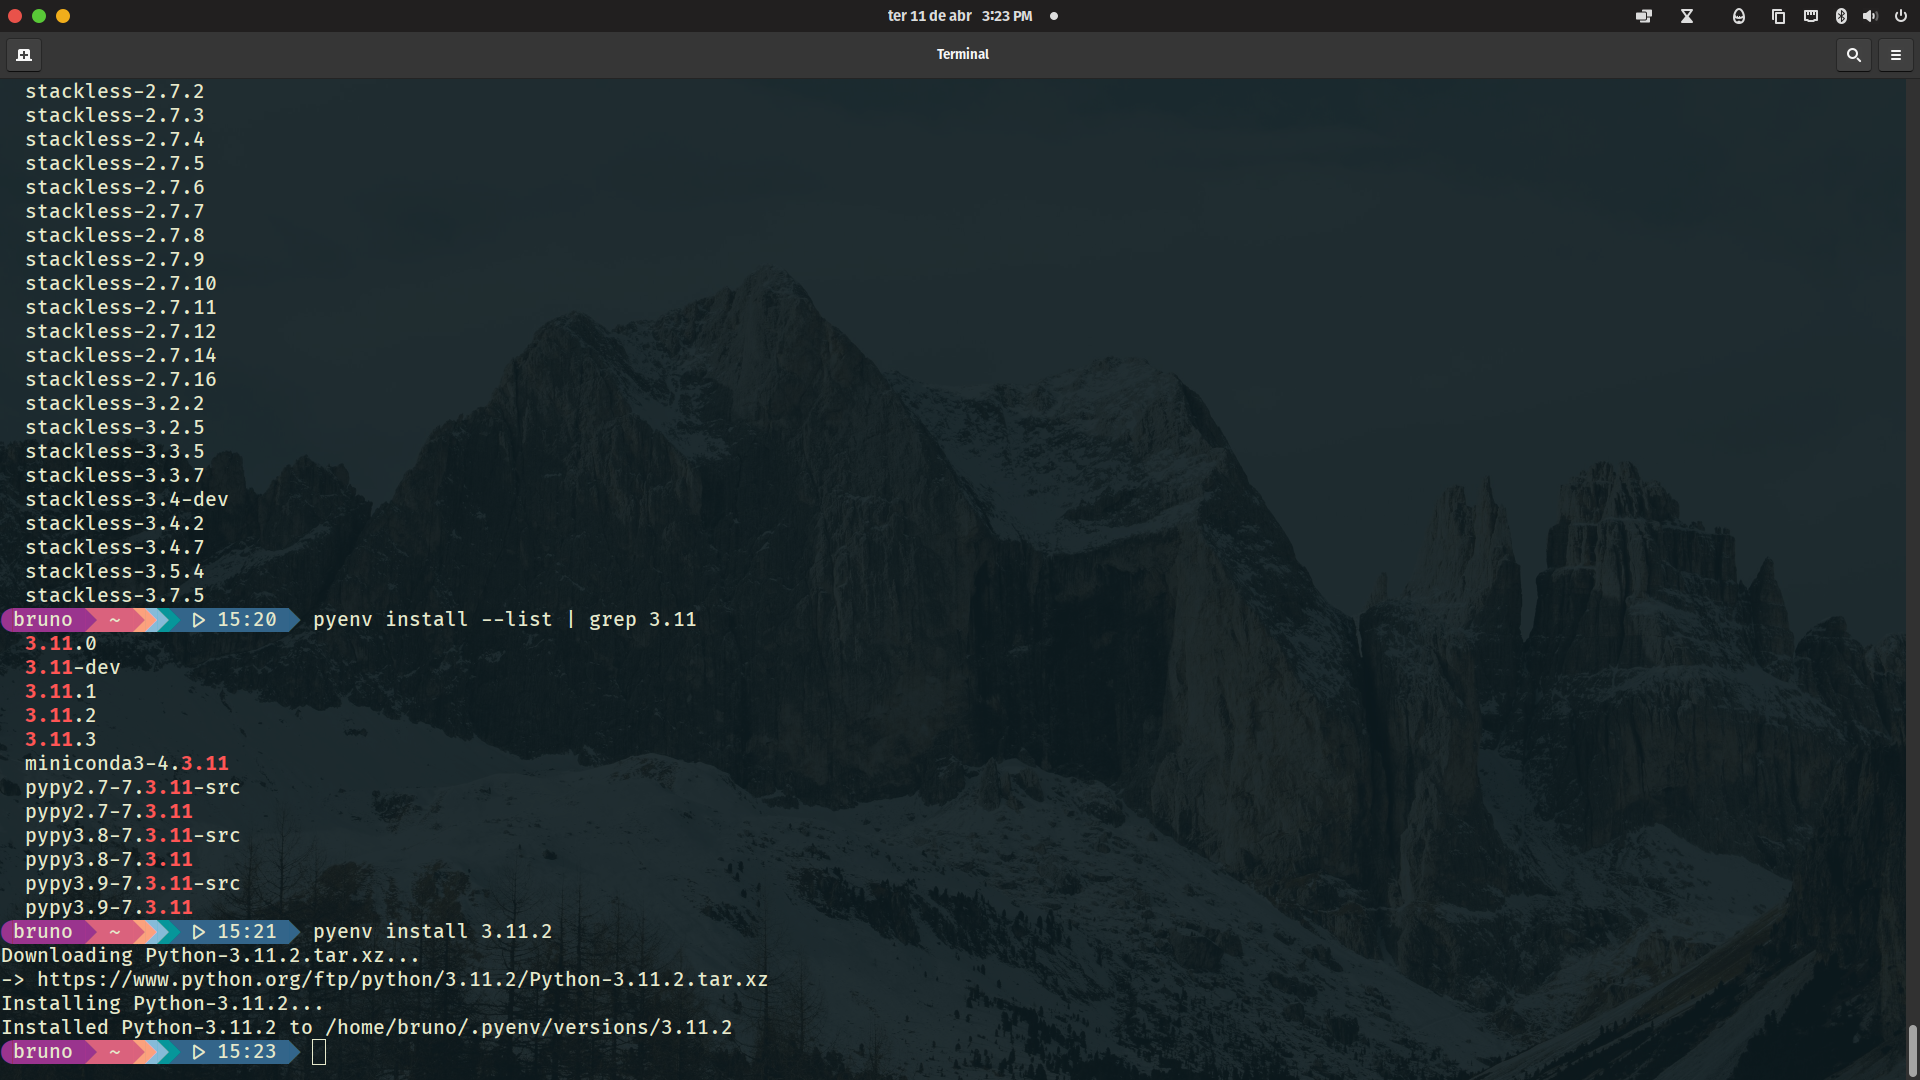 ter 11 de abr 3:23 PM
Terminal
stackless-2.7.2
stackless-2.7.3
stackless-2.7.4
stackless-2.7.5
stackless-2.7.6
stackless-2.7.7
stackless-2.7.8
stackless-2.7.9
stackless-2.7.10
stackless-2.7.11
stackless-2.7.12
stackless-2.7.14
stackless-2.7.16
stackless-3.2.2
stackless-3.2.5
stackless-3.3.5
stackless-3.3.7
stackless-3.4-dev
stackless-3.4.2
stackless-3.4.7
stackless-3.5.4
stackless-3.7.5
bruno ~ 15:20 pyenv install --list | grep 3.11
3.11.0
3.11-dev
3.11.1
3.11.2
3.11.3
miniconda3-4.3.11
pypy2.7-7.3.11-src
pypy2.7-7.3.11
pypy3.8-7.3.11-src
pypy3.8-7.3.11
pypy3.9-7.3.11-src
pypy3.9-7.3.11
bruno ~ 15:21 pyenv install 3.11.2
Downloading Python-3.11.2.tar.xz...
-> https://www.python.org/ftp/python/3.11.2/Python-3.11.2.tar.xz
Installing Python-3.11.2...
Installed Python-3.11.2 to /home/bruno/.pyenv/versions/3.11.2
bruno ~ 15:23